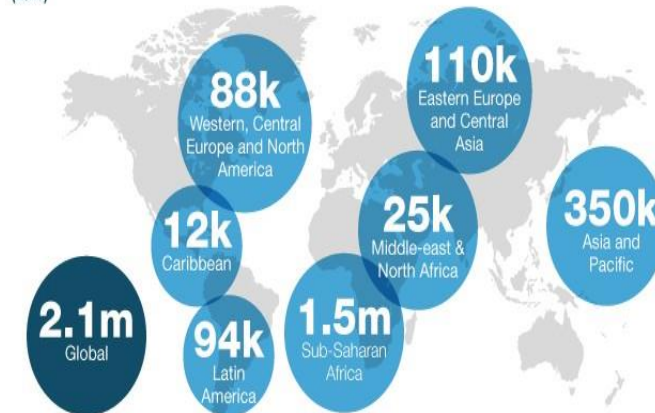 88k
Western, Central
Europe and North
America
110k
Eastern Europe
and Central
Asia
12k
Caribbean
25k
Middle-east &
North Africa
350k
Asia and
Pacific
2.1m
Global
94k
Latin
America
1.5m
Sub-Saharan
Africa